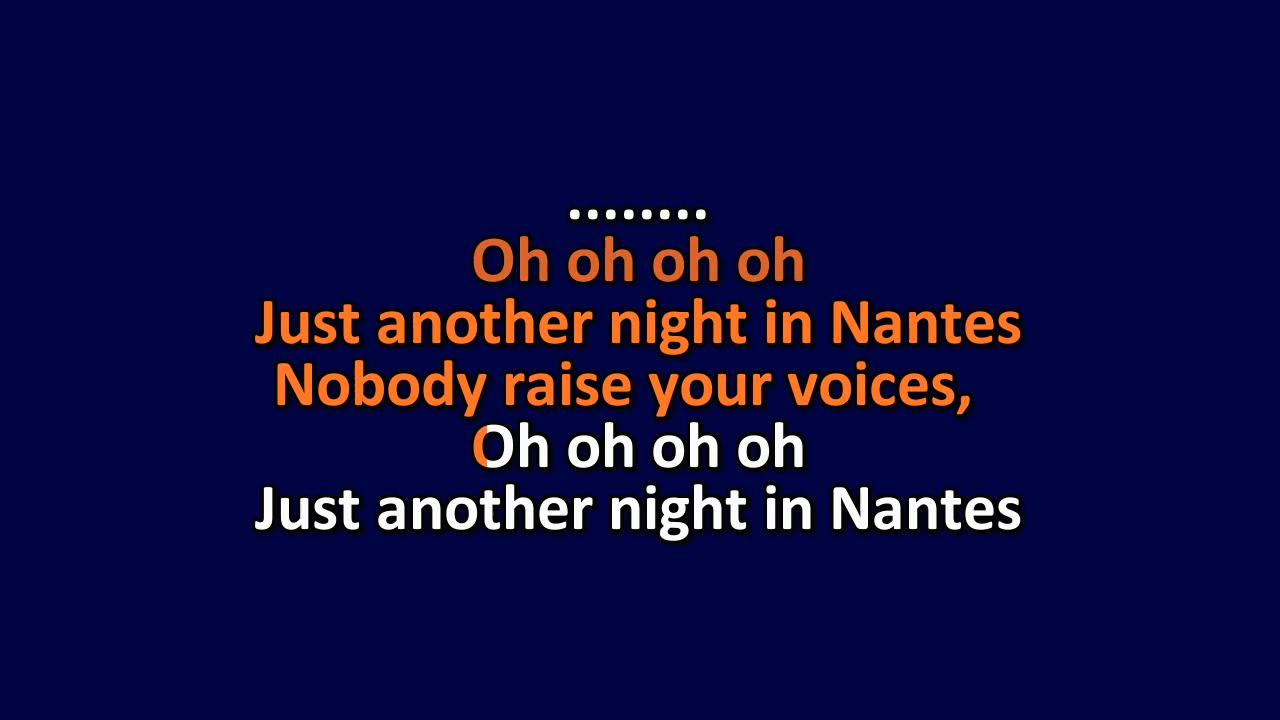 ........
Oh oh oh oh
Just another night in Nantes
Nobody raise your voices,
Oh oh oh oh
Just another night in Nantes